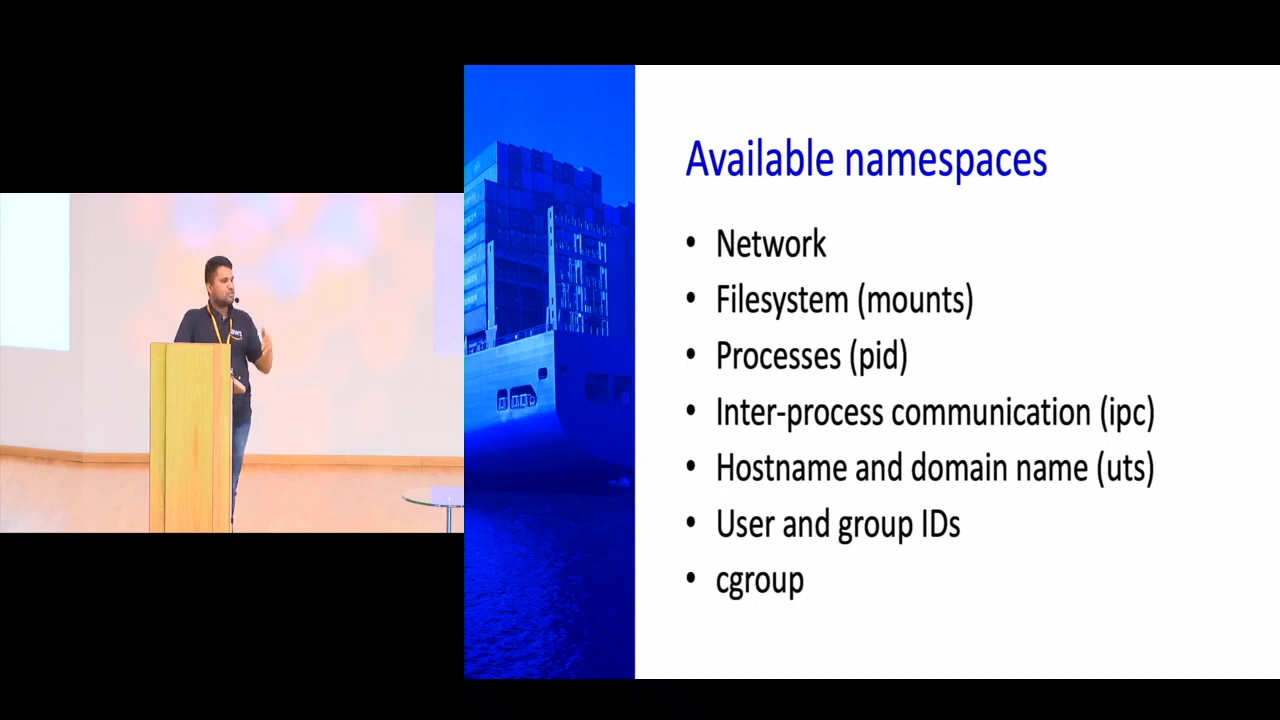 Available namespaces
• Network
• Filesystem (mounts)
• Processes (pid)
• Inter-process communication (ipc)
• Hostname and domain name (uts)
• User and group IDs
• cgroup
aws